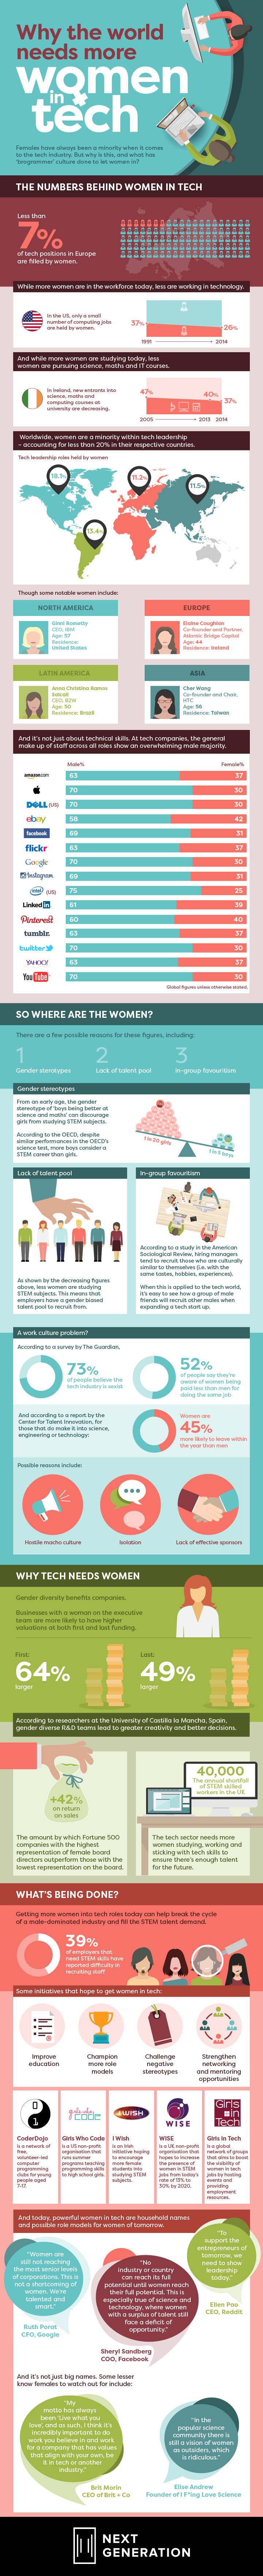 Why the world
needs more
women
in
tech
Females have always been a minority when it comes
to the tech industry. But why is this, and what has
'brogrammer' culture done to let women in?
THE NUMBERS BEHIND WOMEN IN TECH
Less than
7%
of tech positions in Europe
are filled by women.
While more women are in the workforce today, less are working in technology.
In the US, only a small
number of computing jobs
are held by women.
37%
26%
1991
2014
And while more women are studying today, less
women are pursuing science, maths and IT courses.
In Ireland, new entrants into
science, maths and
computing courses at
university are decreasing.
47%
40%
37%
2005
2013
2014
Worldwide, women are a minority within tech leadership
– accounting for less than 20% in their respective countries.
Tech leadership roles held by women
18.1%
11.2%
11.5%
13.4%
Though some notable women include:
NORTH AMERICA
Ginni Rometty
CEO, IBM
Age: 57
Residence:
United States
EUROPE
Elaine Coughlan
Co-founder and Partner,
Atlantic Bridge Capital
Age: 44
Residence: Ireland
LATIN AMERICA
Anna Christina Ramos
Saicali
CEO, B2W
Age: 50
Residence: Brazil
ASIA
Cher Wang
Co-founder and Chair,
HTC
Age: 56
Residence: Taiwan
And it's not just about technical skills. At tech companies, the general
make up of staff across all roles show an overwhelming male majority.
Male%
Female%
amazon.com
63
37
70
30
DELL (US)
70
30
ebay
58
42
facebook
69
31
flickr
63
37
Google
70
30
Instagram
69
31
intel (US)
75
25
Linked in
61
39
Pinterest
60
40
tumblr.
63
37
twitter
70
30
YAHOO!
63
37
YouTube
70
30
Global figures unless otherwise stated.
SO WHERE ARE THE WOMEN?
There are a few possible reasons for these figures, including:
1
Gender sterotypes
2
Lack of talent pool
3
In-group favouritism
Gender stereotypes
From an early age, the gender
stereotype of 'boys being better at
science and maths' can discourage
girls from studying STEM subjects.
According to the OECD, despite
similar performances in the OECD's
science test, more boys consider a
STEM career than girls.
1 in 20 girls
1 in 5 boys
Lack of talent pool
As shown by the decreasing figures
above, less women are studying
STEM subjects. This means that
employers have a gender biased
talent pool to recruit from.
In-group favouritism
According to a study in the American
Sociological Review, hiring managers
tend to recruit those who are culturally
similar to themselves (i.e. with the
same tastes, hobbies, experiences).
When this is applied to the tech world,
it's easy to see how a group of male
friends will recruit other males when
expanding a tech start up.
A work culture problem?
According to a survey by The Guardian,
73%
of people believe the
tech industry is sexist
52%
of people say they're
aware of women being
paid less than men for
doing the same job
And according to a report by the
Center for Talent Innovation, for
those that do make it into science,
engineering or technology:
Women are
45%
more likely to leave within
the year than men
Possible reasons include:
Hostile macho culture
Isolation
Lack of effective sponsors
WHY TECH NEEDS WOMEN
Gender diversity benefits companies.
Businesses with a woman on the executive
team are more likely to have higher
valuations at both first and last funding.
First:
64%
larger
Last:
49%
larger
According to researchers at the University of Castilla la Mancha, Spain,
gender diverse R&D teams lead to greater creativity and better decisions.
+42%
on return
on sales
The amount by which Fortune 500
companies with the highest
representation of female board
directors outperform those with the
lowest representation on the board.
40,000
The annual shortfall
of STEM skilled
workers in the UK
The tech sector needs more
women studying, working and
sticking with tech skills to
ensure there's enough talent
for the future.
WHAT'S BEING DONE?
Getting more women into tech roles today can help break the cycle
of a male-dominated industry and fill the STEM talent demand.
39%
of employers that
need STEM skills have
reported difficulty in
recruiting staff
Some initiatives that hope to get women in tech:
Improve
education
Champion
more role
models
Challenge
negative
stereotypes
Strengthen
networking
and mentoring
opportunities
CoderDojo
is a network of
free,
volunteer-led
computer
programming
clubs for young
people aged
7-17.
girls who
CODE
Girls Who Code
is a US non-profit
organisation that
runs summer
programs teaching
programming skills
to high school girls.
I WISH
I Wish
is an Irish
initiative hoping
to encourage
more female
students into
studying STEM
subjects.
WISE
WISE
is a UK non-profit
organisation that
hopes to increase
the presence of
women in STEM
jobs from today's
rate of 13% to
30% by 2020.
Girls
in Tech
Girls In Tech
is a global
network of groups
that aims to boost
the visibility of
women in tech
jobs by hosting
events and
providing
employment
resources.
And today, powerful women in tech are household names
and possible role models for women of tomorrow.
"Women are
still not reaching
the most senior levels
of corporations. This is
not a shortcoming of
women. We're
talented and
smart."
Ruth Porat
CFO, Google
"No
industry or country
can reach its full
potential until women reach
their full potential. This is
especially true of science and
technology, where women
with a surplus of talent still
face a deficit of
opportunity."
Sheryl Sandberg
COO, Facebook
"To
support the
entrepreneurs of
tomorrow, we
need to show
leadership
today."
Ellen Pao
CEO, Reddit
And it's not just big names. Some lesser
know females to watch out for include:
"My
motto has always
been 'Live what you
love', and as such, I think it's
incredibly important to do
work you believe in and work
for a company that has values
that align with your own, be
it in tech or another
industry."
Brit Morin
CEO of Brit + Co
"In the
popular science
community there is
still a vision of women
as outsiders, which
is ridiculous."
Elise Andrew
Founder of I F*ing Love Science
NEXT
GENERATION